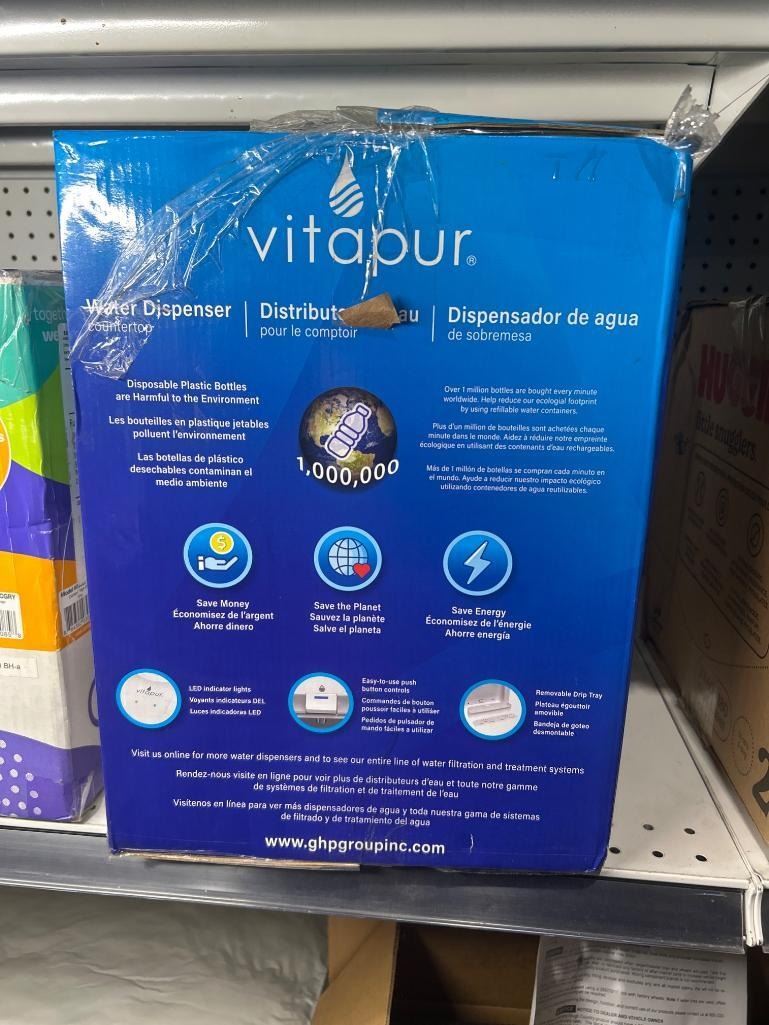 vitapur®
Water Dispenser
countertop
Distribut au
pour le comptoir
Dispensador de agua
de sobremesa
Disposable Plastic Bottles
are Harmful to the Environment
Les bouteilles en plastique jetables
polluent l'environnement
Las botellas de plástico
desechables contaminan el
medio ambiente
1,000,000
Over 1 million bottles are bought every minute
worldwide. Help reduce our ecologial footprint
by using refillable water containers.
Plus d'un million de bouteilles sont achetées chaque
minute dans le monde. Aidez à réduire notre empreinte
écologique en utilisant des contenants d'eau rechargeables.
Más de 1 millón de botellas se compran cada minuto en
el mundo. Ayude a reducir nuestro impacto ecológico
utilizando contenedores de agua reutilizables.
Save Money
Économisez de l'argent
Ahorre dinero
Save the Planet
Sauvez la planète
Salve el planeta
Save Energy
Économisez de l'énergie
Ahorre energía
vitapur
LED indicator lights
Voyants indicateurs DEL
Luces indicadoras LED
Easy-to-use push
button controls
Commandes de bouton
poussoir faciles à utiliser
Pedidos de pulsador de
mando fáciles a utilizar
Removable Drip Tray
Plateau égouttoir
amovible
Bandeja de goteo
desmontable
Visit us online for more water dispensers and to see our entire line of water filtration and treatment systems
Rendez-nous visite en ligne pour voir plus de distributeurs d'eau et toute notre gamme
de systèmes de filtration et de traitement de l'eau
Visítenos en línea para ver más dispensadores de agua y toda nuestra gama de sistemas
de filtrado y de tratamiento del agua
www.ghpgroupinc.com
BH-a
little snugglers
NOTICE TO DEALER AND VEHICLE OWNER